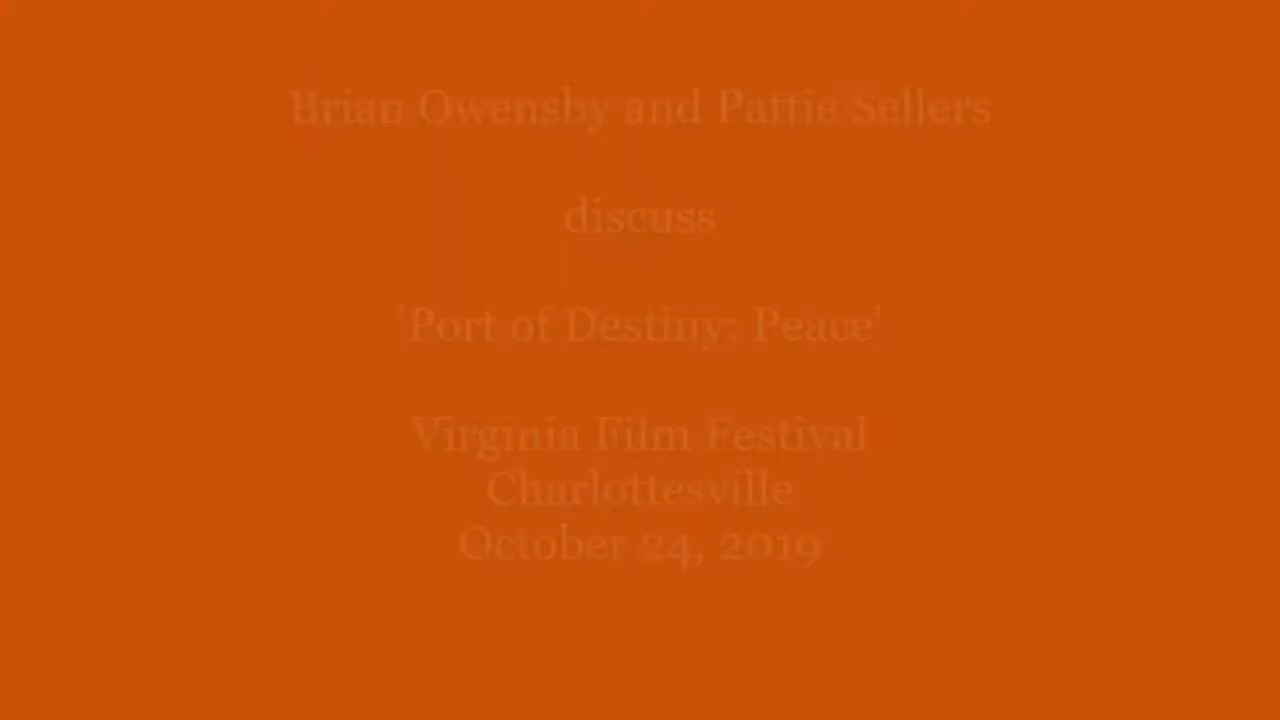 Brian Owensby and Pattie Sellers
discuss
'Port of Destiny: Peace'
Virginia Film Festival
Charlottesville
October 24, 2019